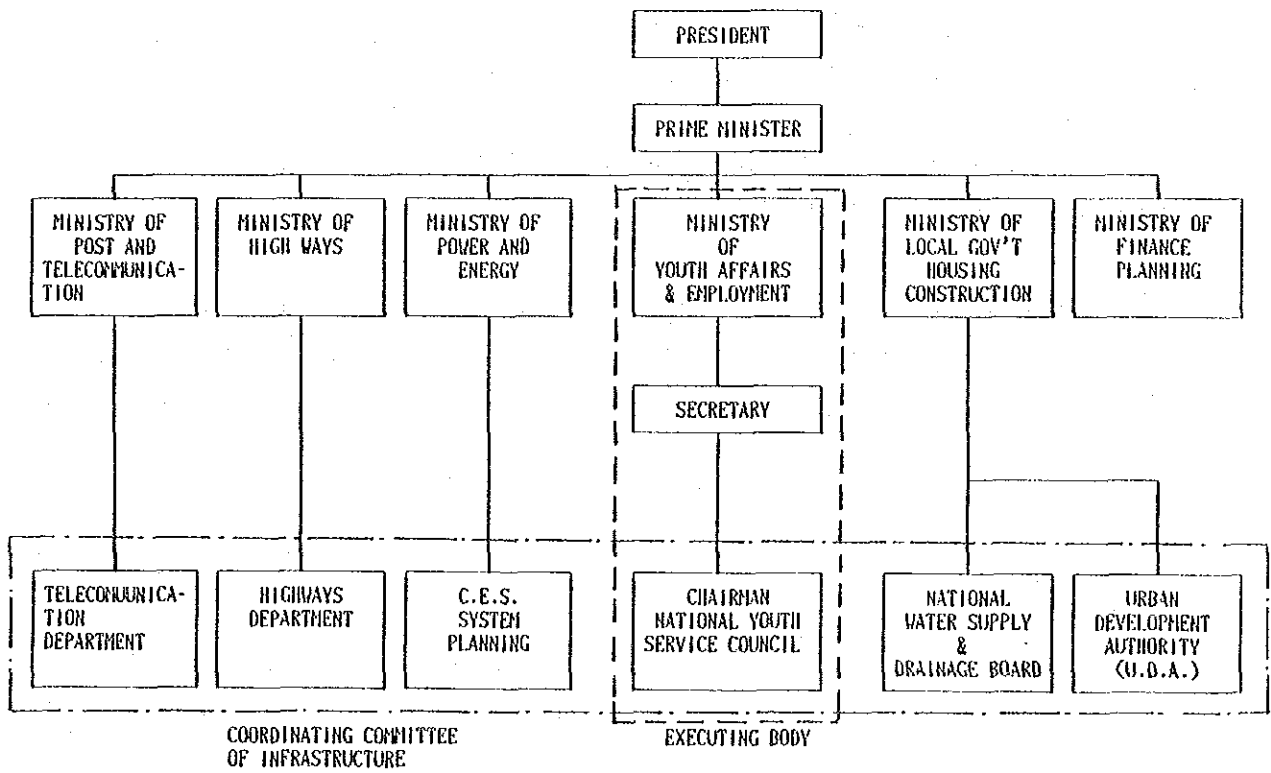 PRESIDENT
PRIME MINISTER
MINISTRY OF
POST AND
TELECOMMUNICA-
TION
MINISTRY OF
HIGH WAYS
MINISTRY OF
POWER AND
ENERGY
MINISTRY
OF
YOUTH AFFAIRS
& EMPLOYMENT
MINISTRY OF
LOCAL GOV'T
HOUSING
CONSTRUCTION
MINISTRY OF
FINANCE
PLANNING
SECRETARY
TELECOMUUNICA-
TION
DEPARTMENT
HIGHWAYS
DEPARTMENT
C.E.S.
SYSTEM
PLANNING
CHAIRMAN
NATIONAL YOUTH
SERVICE COUNCIL
NATIONAL
WATER SUPPLY
&
DRAINAGE BOARD
URBAN
DEVELOPMENT
AUTHORITY
(U.D.A.)
COORDINATING COMMITTEE
OF INFRASTRUCTURE
EXECUTING BODY